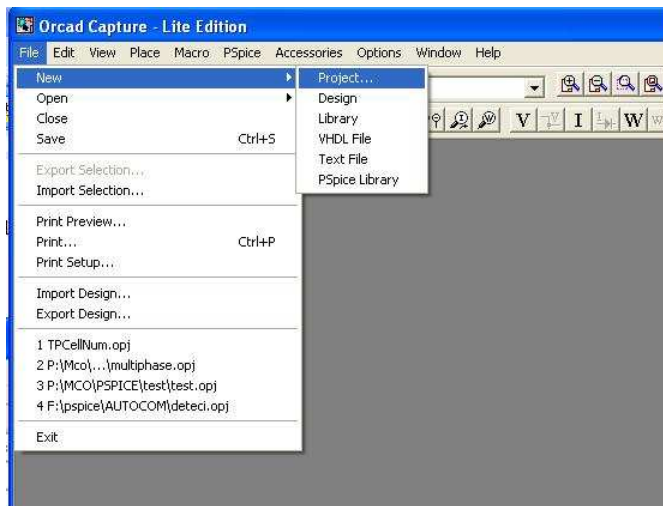 Orcad Capture - Lite Edition
File Edit View Place Macro PSpice Accessories Options Window Help
New
Open
Close
Save Ctrl+S
Export Selection...
Import Selection...
Print Preview...
Print... Ctrl+P
Print Setup...
Import Design...
Export Design...
1 TPCellNum.opj
2 P:\Mco\...\multiphase.opj
3 P:\MCO\PSPICE\test\test.opj
4 F:\pspice\AUTOCOM\deteci.opj
Exit
Project...
Design
Library
VHDL File
Text File
PSpice Library
V V I I W W